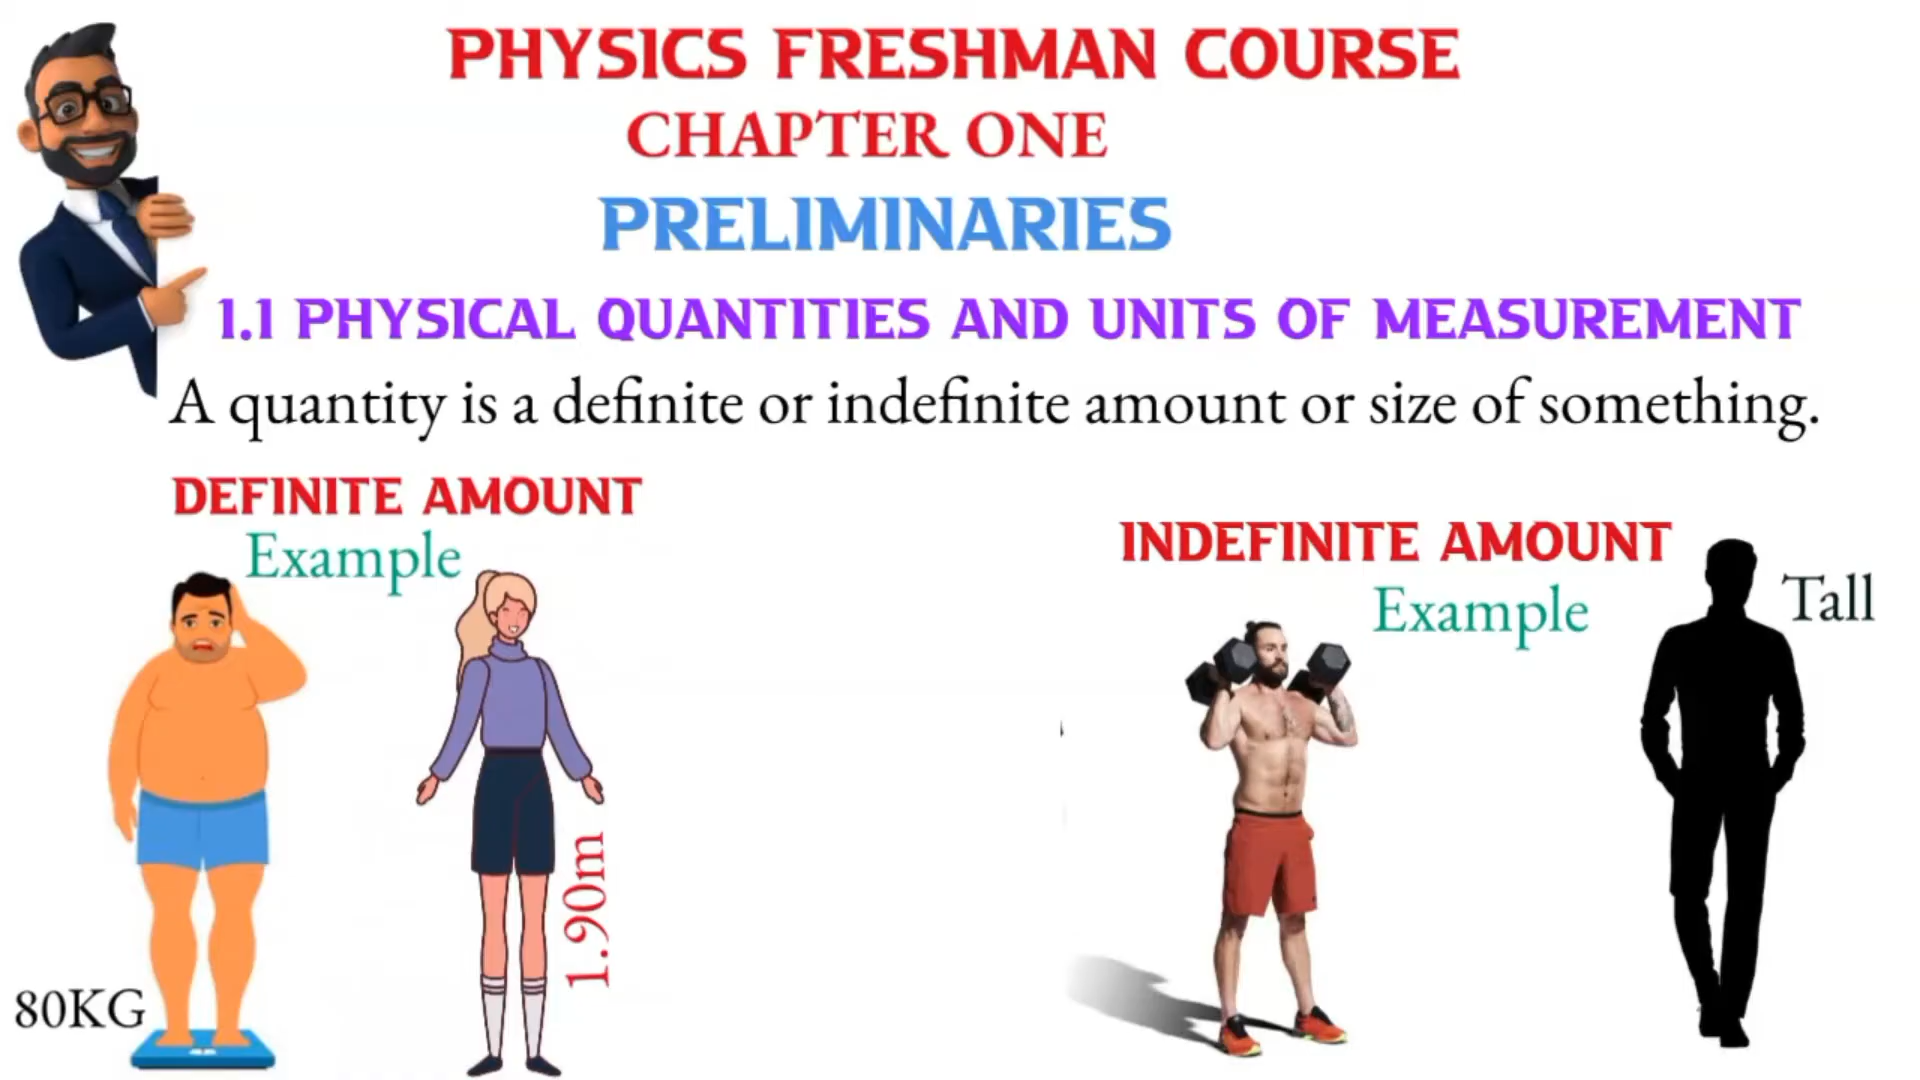 PHYSICS FRESHMAN COURSE
CHAPTER ONE
PRELIMINARIES
1.1 PHYSICAL QUANTITIES AND UNITS OF MEASUREMENT
A quantity is a definite or indefinite amount or size of something.
DEFINITE AMOUNT
Example
80KG
1.90m
INDEFINITE AMOUNT
Example
Tall